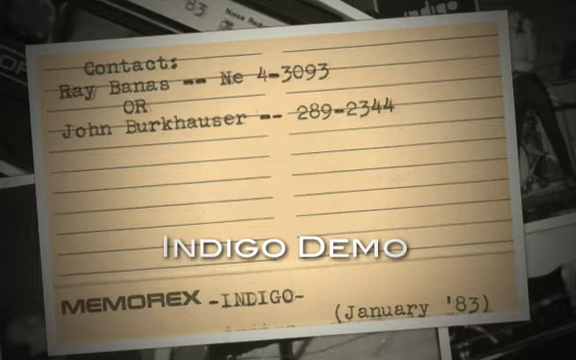 Contact:
Ray Banas -- Ne 4-3093
OR
John Burkhauser -- 289-2344
INDIGO DEMO
MEMOREX -INDIGO-
(January '83)